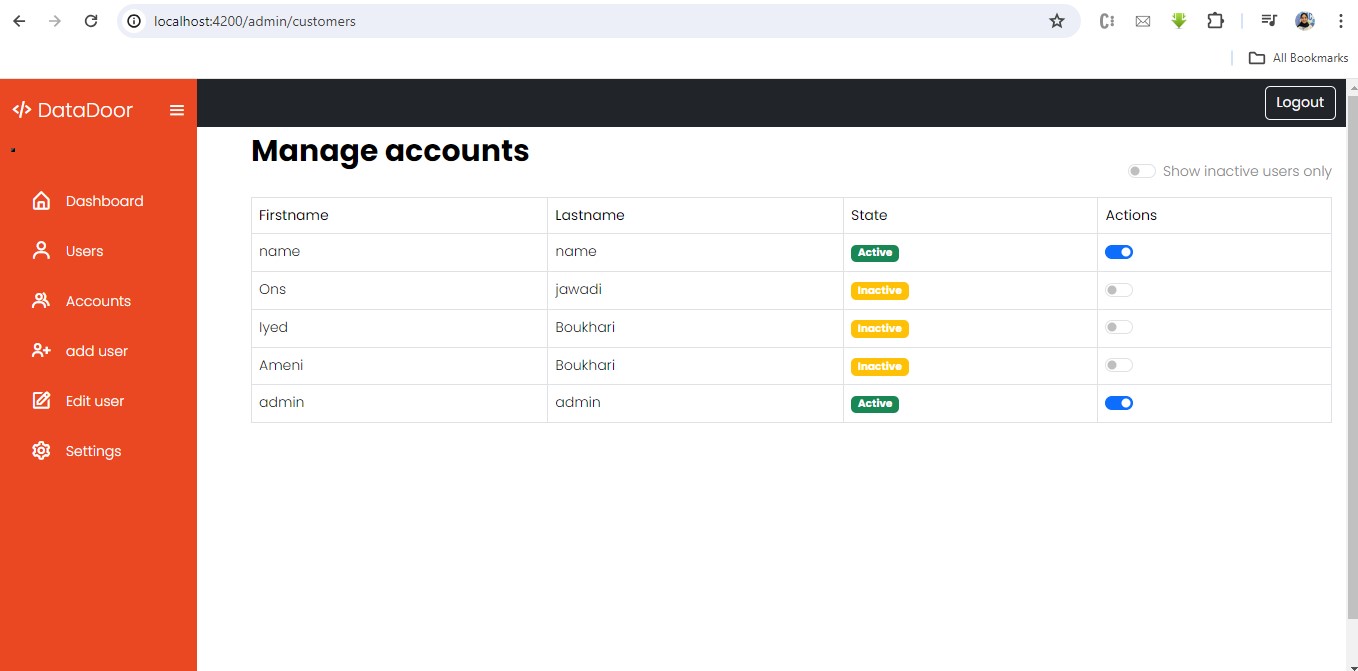 localhost:4200/admin/customers
All Bookmarks
</> DataDoor
Logout
Dashboard
Users
Accounts
add user
Edit user
Settings
Manage accounts
Show inactive users only
Firstname Lastname State Actions
name name Active
Ons jawadi Inactive
Iyed Boukhari Inactive
Ameni Boukhari Inactive
admin admin Active